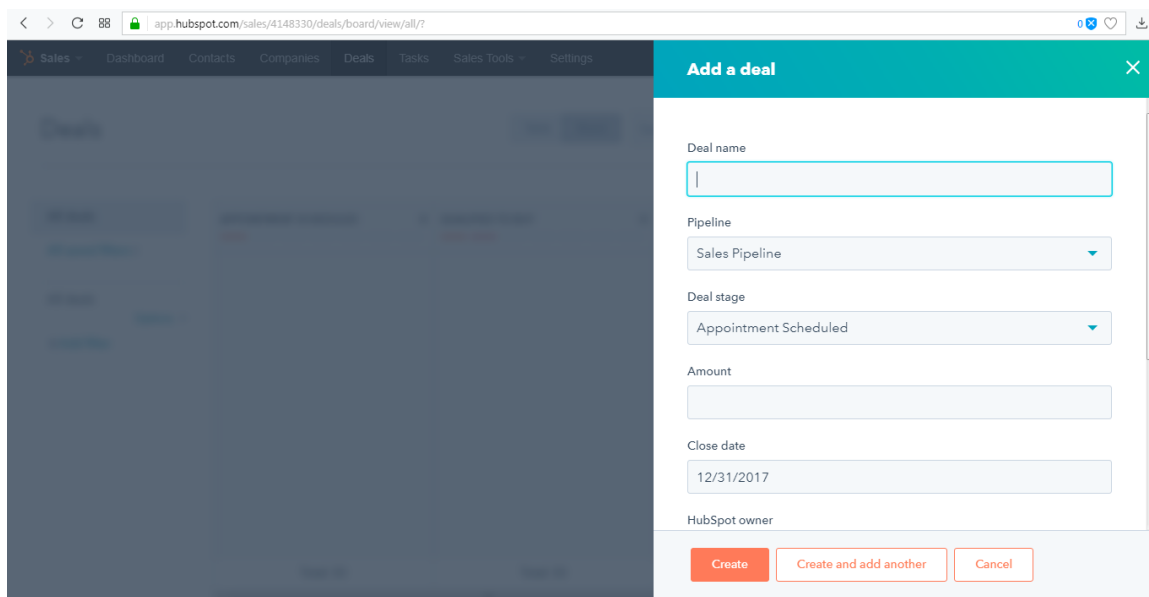 app.hubspot.com/sales/4148330/deals/board/view/all/?
0
Sales Dashboard Contacts Companies Deals Tasks Sales Tools Settings
Deals
Add a deal
Deal name
Pipeline
Sales Pipeline
Deal stage
Appointment Scheduled
Amount
Close date
12/31/2017
HubSpot owner
Create Create and add another Cancel